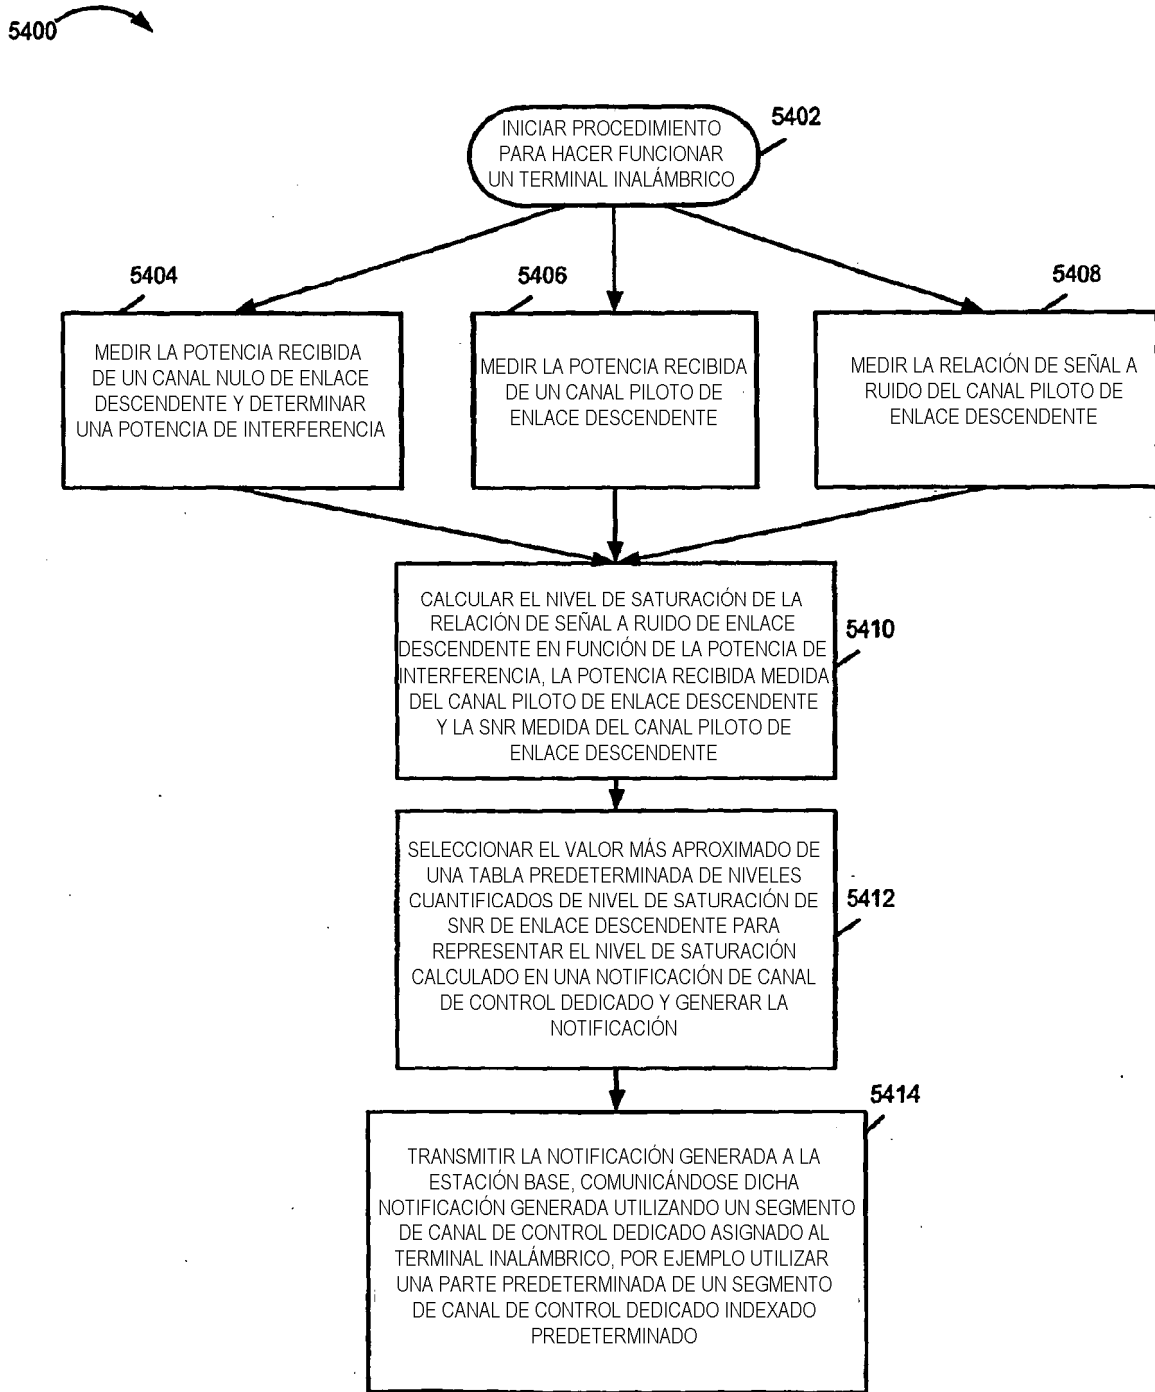 5400
5402
INICIAR PROCEDIMIENTO
PARA HACER FUNCIONAR
UN TERMINAL INALÁMBRICO
5404
MEDIR LA POTENCIA RECIBIDA
DE UN CANAL NULO DE ENLACE
DESCENDENTE Y DETERMINAR
UNA POTENCIA DE INTERFERENCIA
5406
MEDIR LA POTENCIA RECIBIDA
DE UN CANAL PILOTO DE
ENLACE DESCENDENTE
5408
MEDIR LA RELACIÓN DE SEÑAL A
RUIDO DEL CANAL PILOTO DE
ENLACE DESCENDENTE
CALCULAR EL NIVEL DE SATURACIÓN DE LA
RELACIÓN DE SEÑAL A RUIDO DE ENLACE
DESCENDENTE EN FUNCIÓN DE LA POTENCIA DE
INTERFERENCIA, LA POTENCIA RECIBIDA MEDIDA
DEL CANAL PILOTO DE ENLACE DESCENDENTE
Y LA SNR MEDIDA DEL CANAL PILOTO DE
ENLACE DESCENDENTE
5410
SELECCIONAR EL VALOR MÁS APROXIMADO DE
UNA TABLA PREDETERMINADA DE NIVELES
CUANTIFICADOS DE NIVEL DE SATURACIÓN DE
SNR DE ENLACE DESCENDENTE PARA
REPRESENTAR EL NIVEL DE SATURACIÓN
CALCULADO EN UNA NOTIFICACIÓN DE CANAL
DE CONTROL DEDICADO Y GENERAR LA
NOTIFICACIÓN
5412
5414
TRANSMITIR LA NOTIFICACIÓN GENERADA A LA
ESTACIÓN BASE, COMUNICÁNDOSE DICHA
NOTIFICACIÓN GENERADA UTILIZANDO UN SEGMENTO
DE CANAL DE CONTROL DEDICADO ASIGNADO AL
TERMINAL INALÁMBRICO, POR EJEMPLO UTILIZAR
UNA PARTE PREDETERMINADA DE UN SEGMENTO
DE CANAL DE CONTROL DEDICADO INDEXADO
PREDETERMINADO